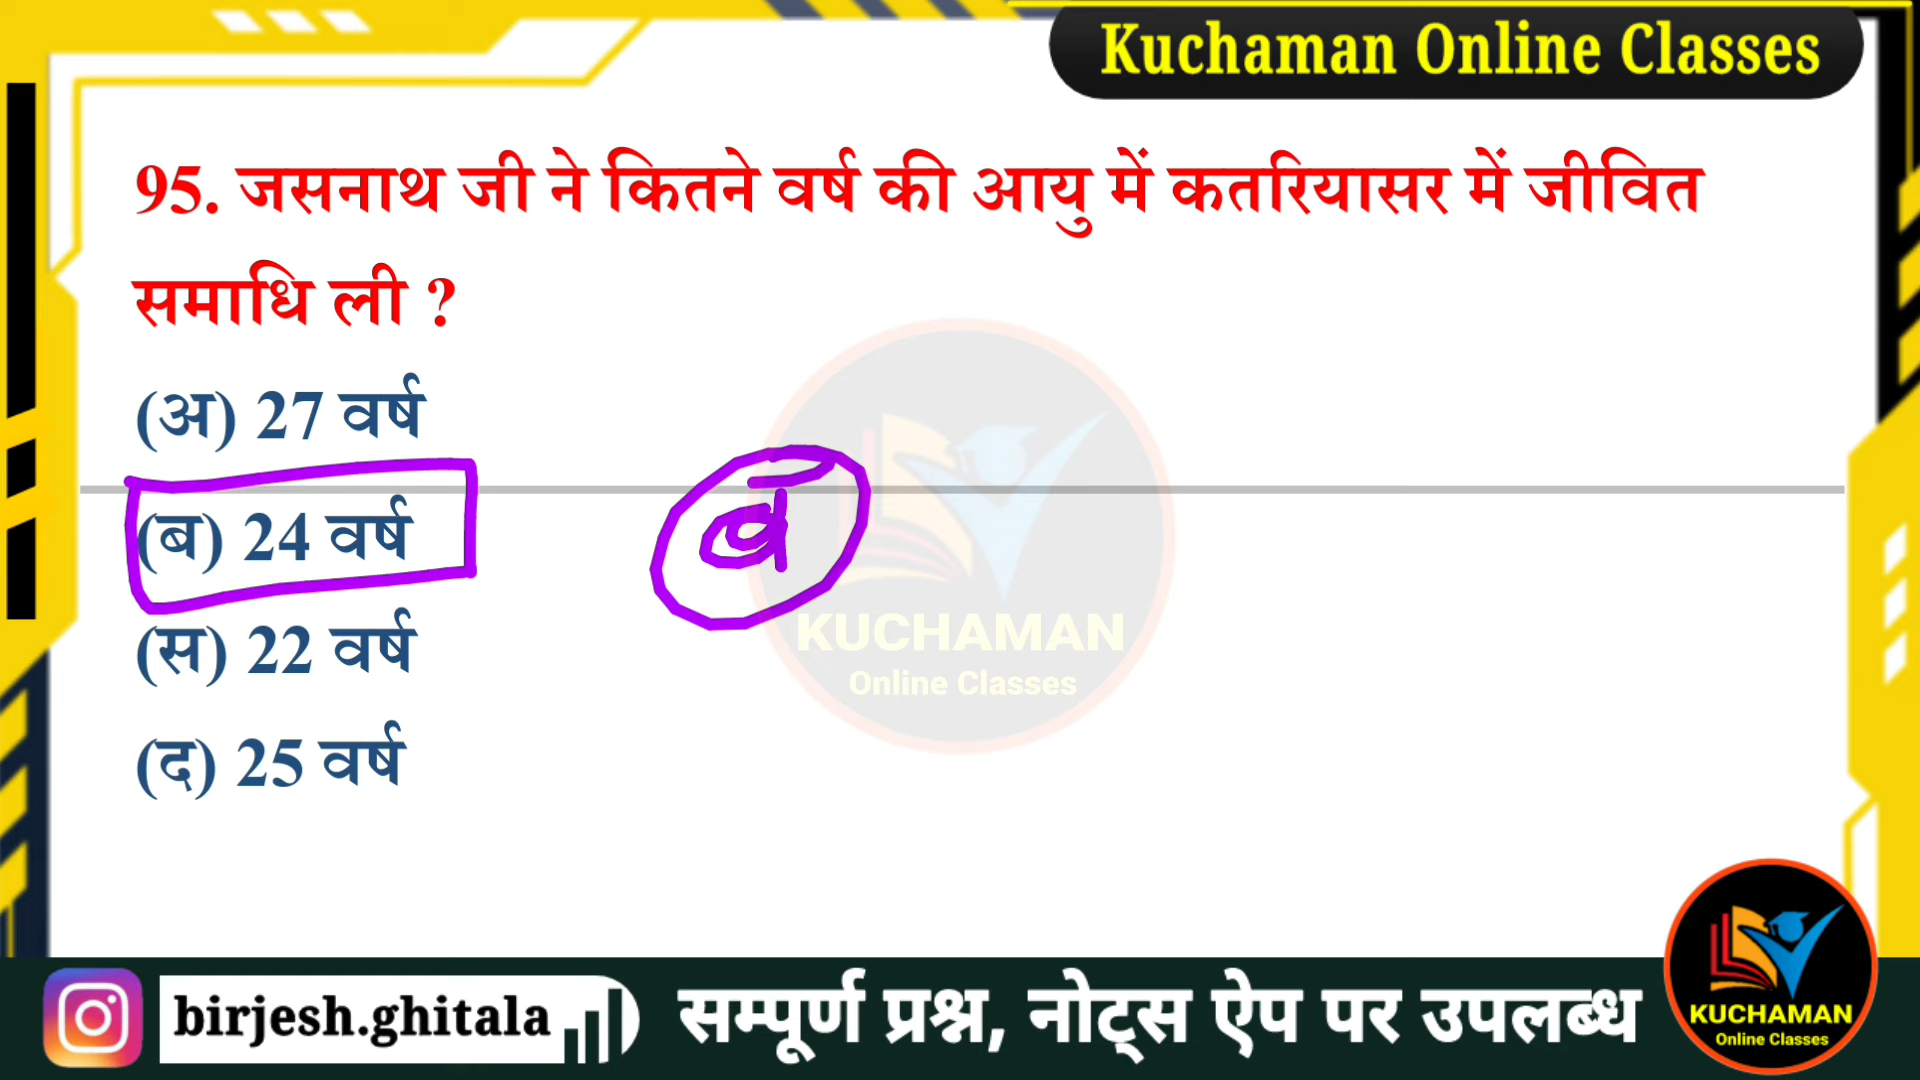 Kuchaman Online Classes
95. जसनाथ जी ने कितने वर्ष की आयु में कतरियासर में जीवित
समाधि ली ?
(अ) 27 वर्ष
(ब) 24 वर्ष
ब
(स) 22 वर्ष
(द) 25 वर्ष
KUCHAMAN
Online Classes
birjesh.ghitala
सम्पूर्ण प्रश्न, नोट्स ऐप पर उपलब्ध
KUCHAMAN
Online Classes